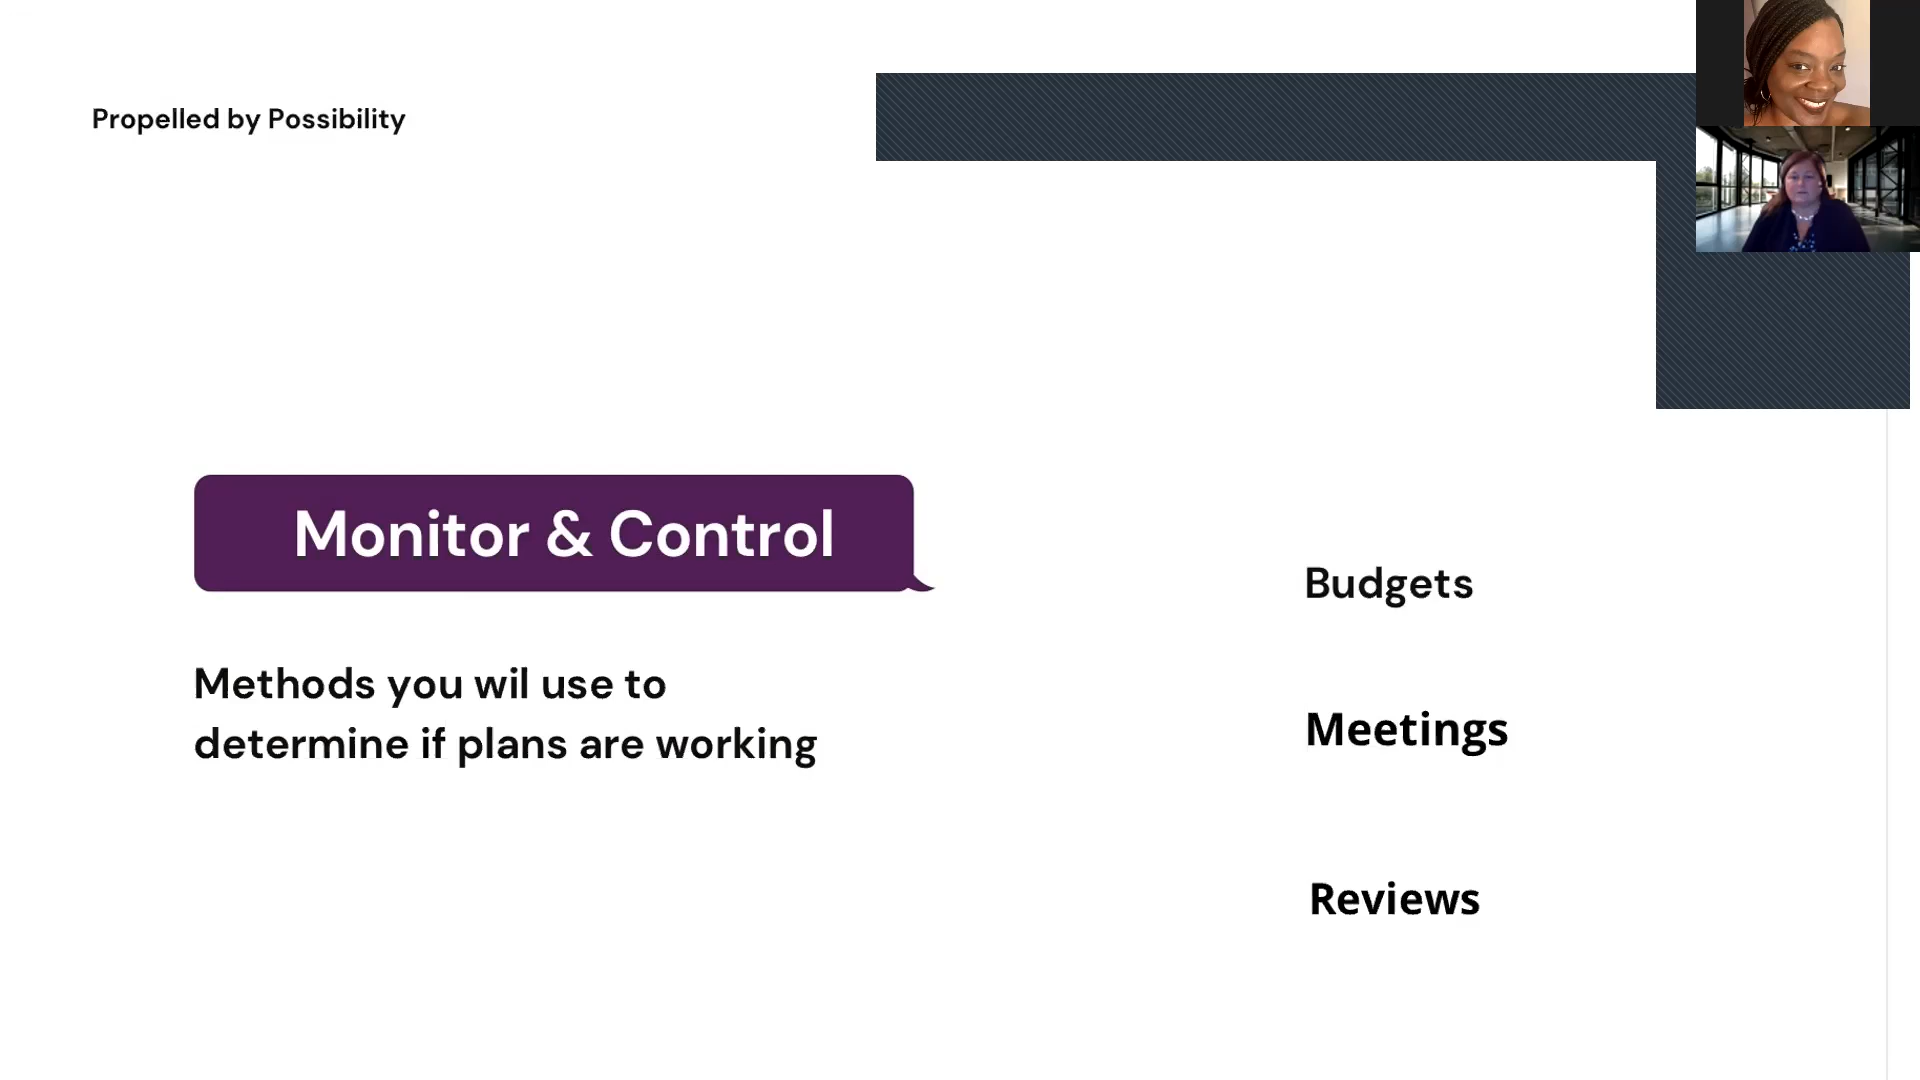 Propelled by Possibility
Monitor & Control
Methods you wil use to
determine if plans are working
Budgets
Meetings
Reviews